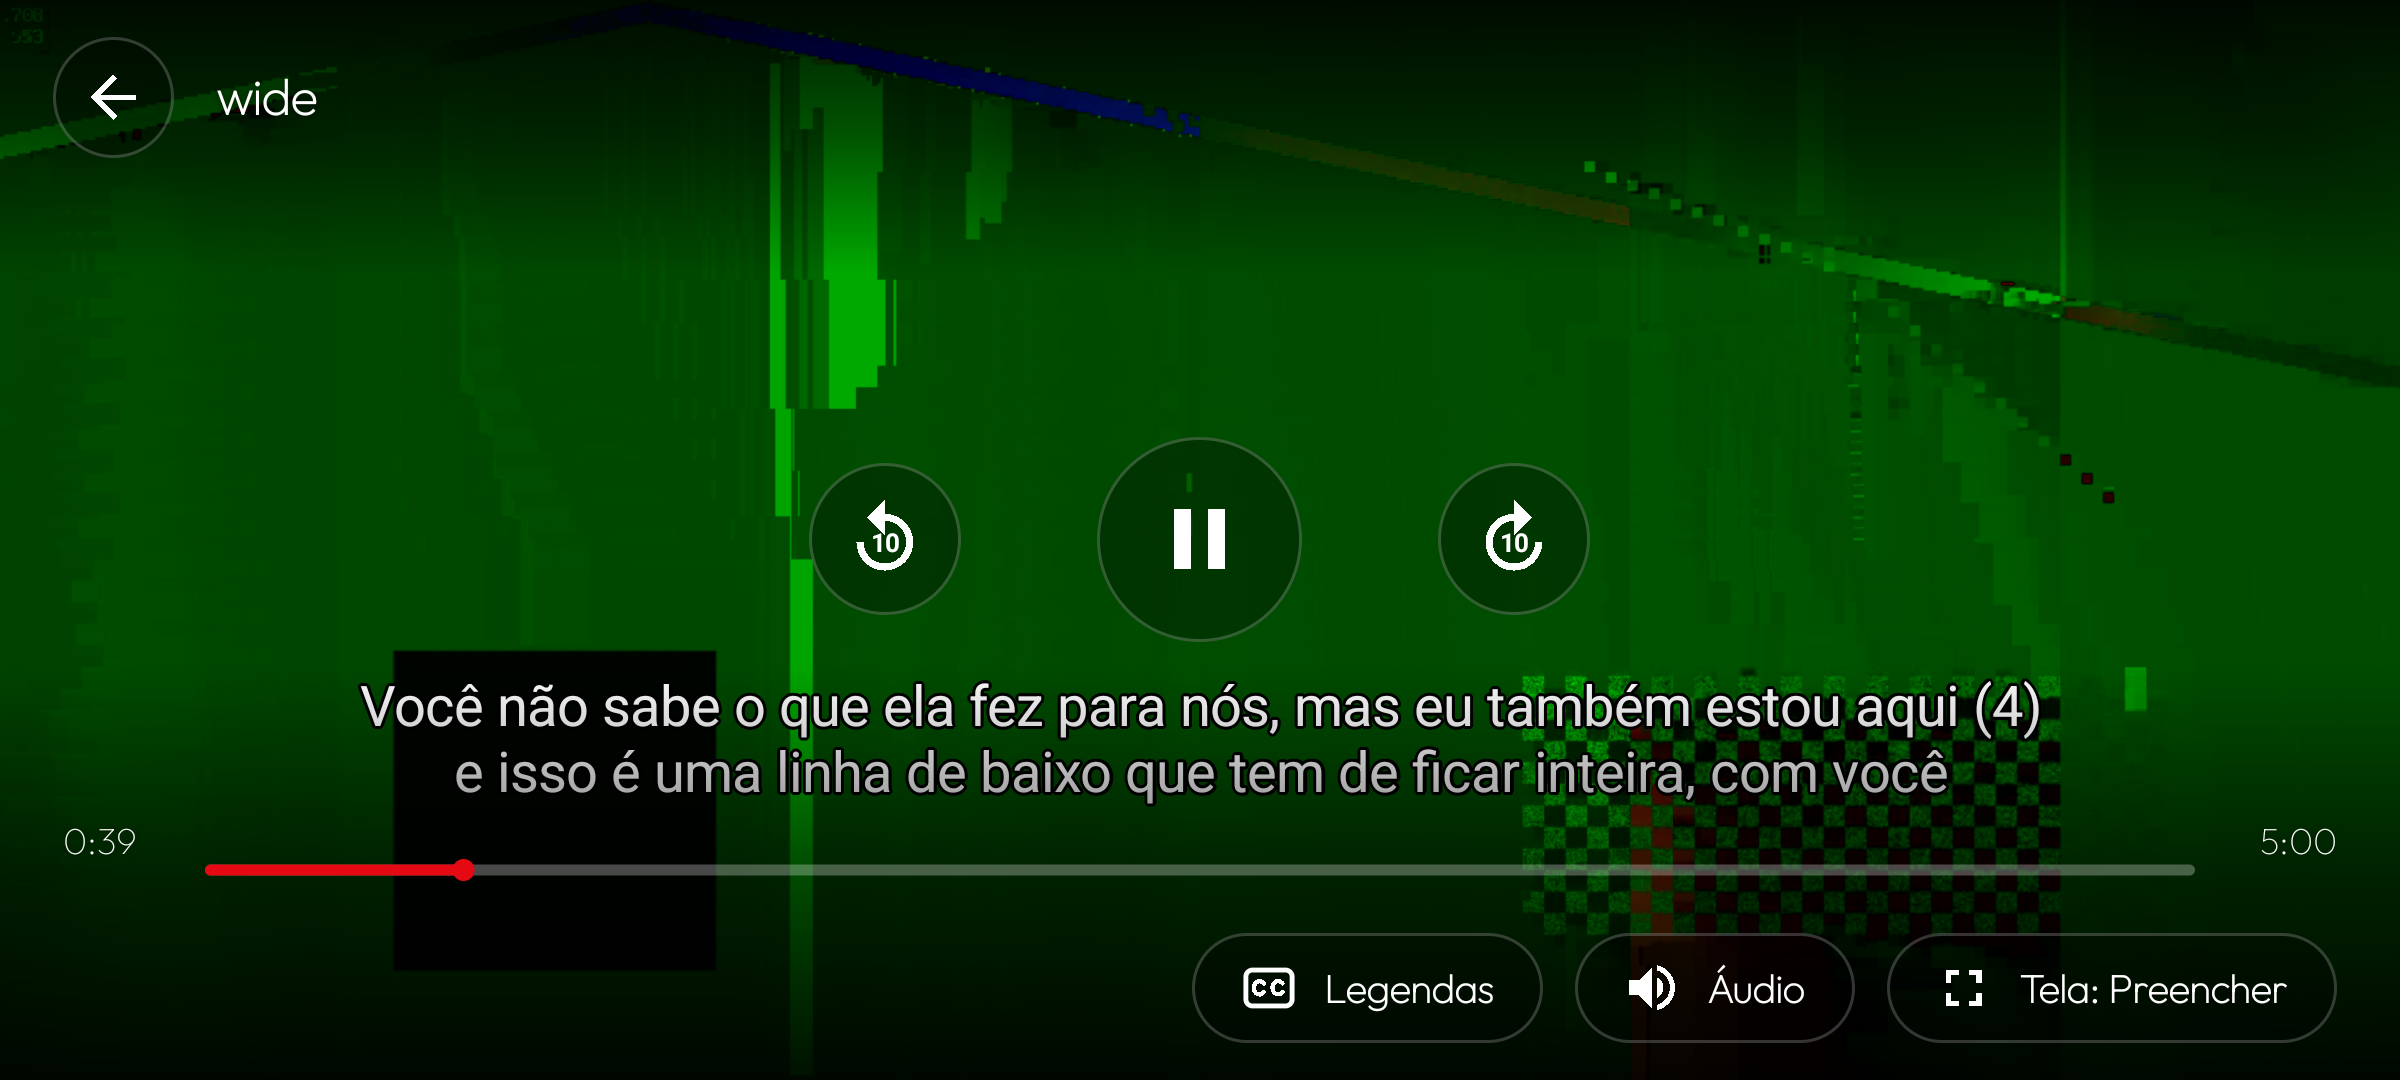 wide
10
10
Você não sabe o que ela fez para nós, mas eu também estou aqui (4)
e isso é uma linha de baixo que tem de ficar inteira, com você
0:39
5:00
CC Legendas
Áudio
Tela: Preencher